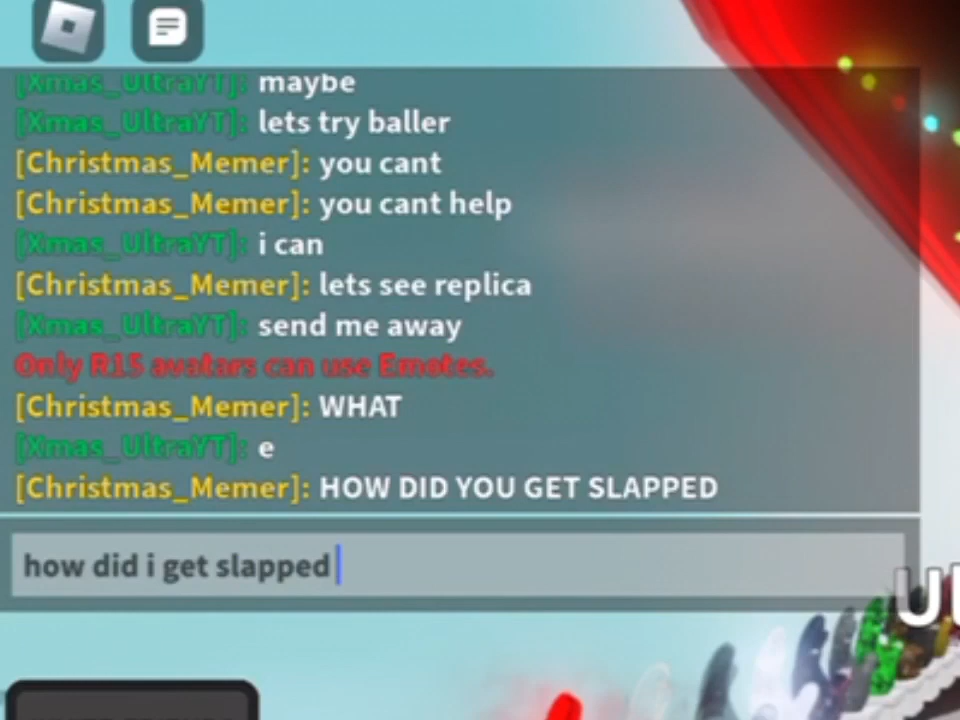 [Xmas_UltraYT]: maybe
[Xmas_UltraYT]: lets try baller
[Christmas_Memer]: you cant
[Christmas_Memer]: you cant help
[Xmas_UltraYT]: i can
[Christmas_Memer]: lets see replica
[Xmas_UltraYT]: send me away
Only R15 avatars can use Emotes.
[Christmas_Memer]: WHAT
[Xmas_UltraYT]: e
[Christmas_Memer]: HOW DID YOU GET SLAPPED
how did i get slapped